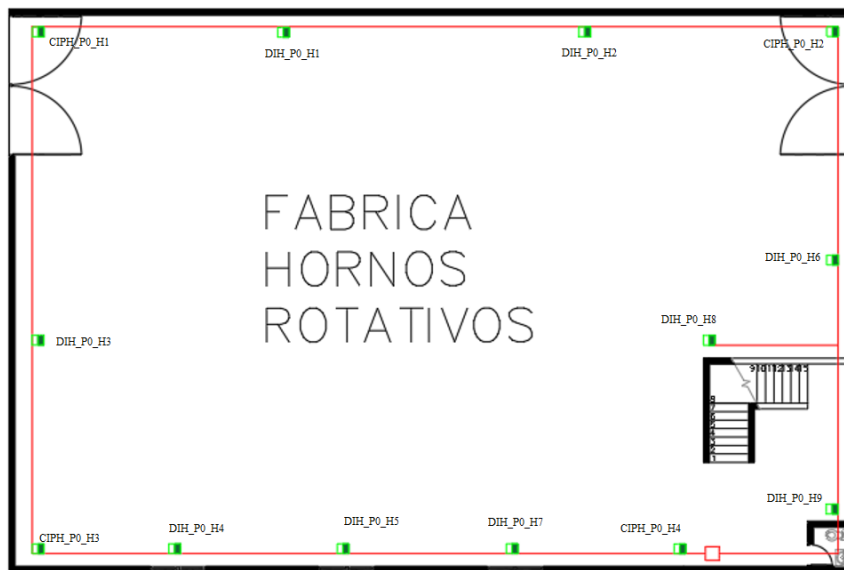 CIPH_P0_H1
DIH_P0_H1
DIH_P0_H2
CIPH_P0_H2
FABRICA
HORNOS
ROTATIVOS
DIH_P0_H6
DIH_P0_H8
DIH_P0_H3
DIH_P0_H9
CIPH_P0_H3
DIH_P0_H4
DIH_P0_H5
DIH_P0_H7
CIPH_P0_H4